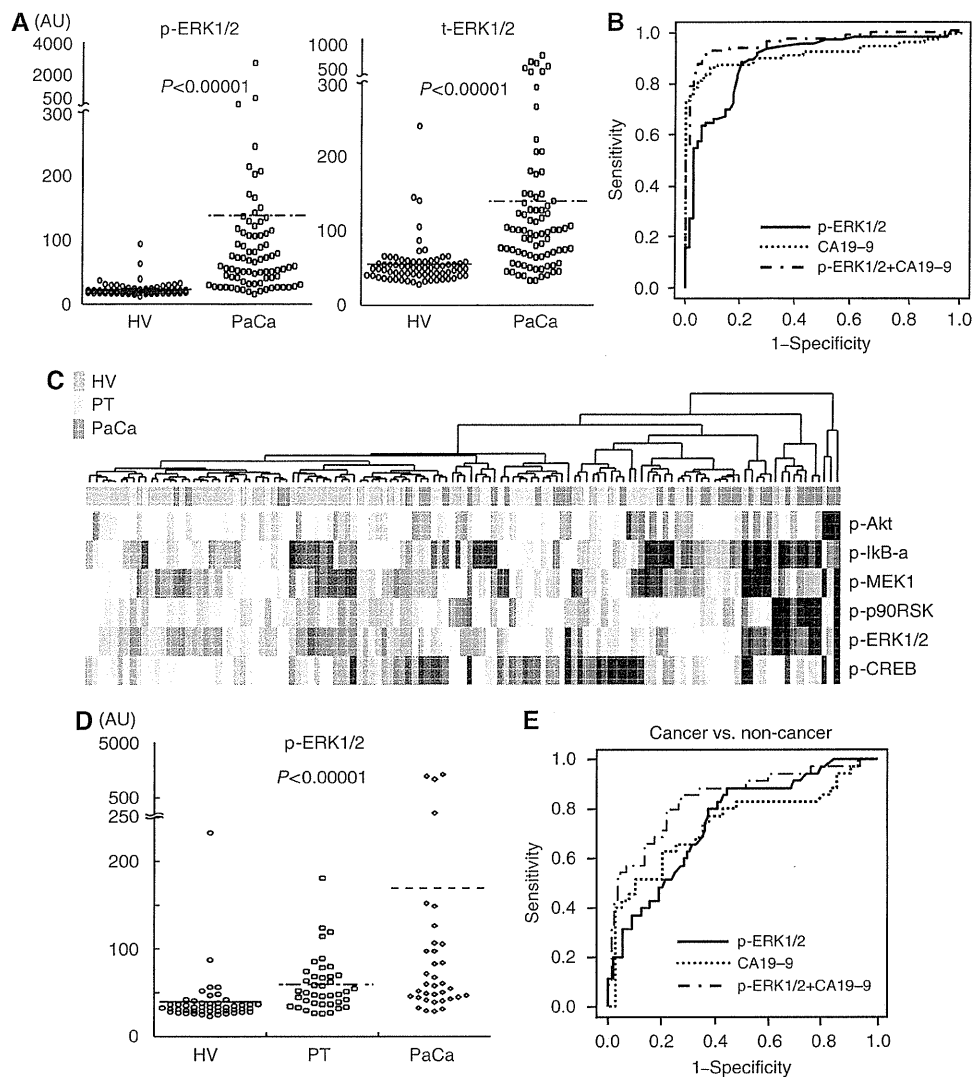 A (AU)
p-ERK1/2
4000
2000
500
300
200
100
0
P<0.00001
HV
PaCa
t-ERK1/2
1000
500
300
200
100
0
P<0.00001
HV
PaCa
B
1.0
0.8
0.6
0.4
0.2
0.0
Sensitivity
p-ERK1/2
CA19–9
p-ERK1/2+CA19–9
0.0 0.2 0.4 0.6 0.8 1.0
1–Specificity
C
HV
PT
PaCa
p-Akt
p-IkB-a
p-MEK1
p-p90RSK
p-ERK1/2
p-CREB
D (AU)
p-ERK1/2
P<0.00001
5000
500
250
200
100
0
HV
PT
PaCa
E
Cancer vs. non-cancer
1.0
0.8
0.6
0.4
0.2
0.0
Sensitivity
p-ERK1/2
CA19–9
p-ERK1/2+CA19–9
0.0 0.2 0.4 0.6 0.8 1.0
1–Specificity